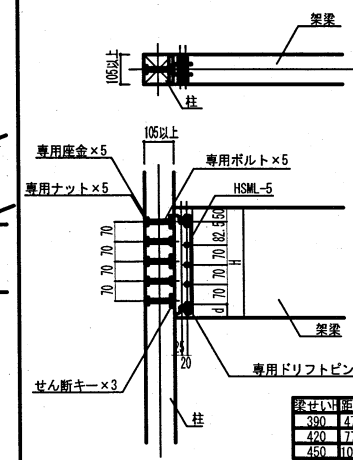 架梁
105以上
柱
105以上
専用座金×5
専用ボルト×5
専用ナット×5
HSML-5
50
82.5
70
70
70
70
70
70
70
H
d
架梁
25
20
専用ドリフトピン
せん断キー×3
柱
梁せいH
390
420
450